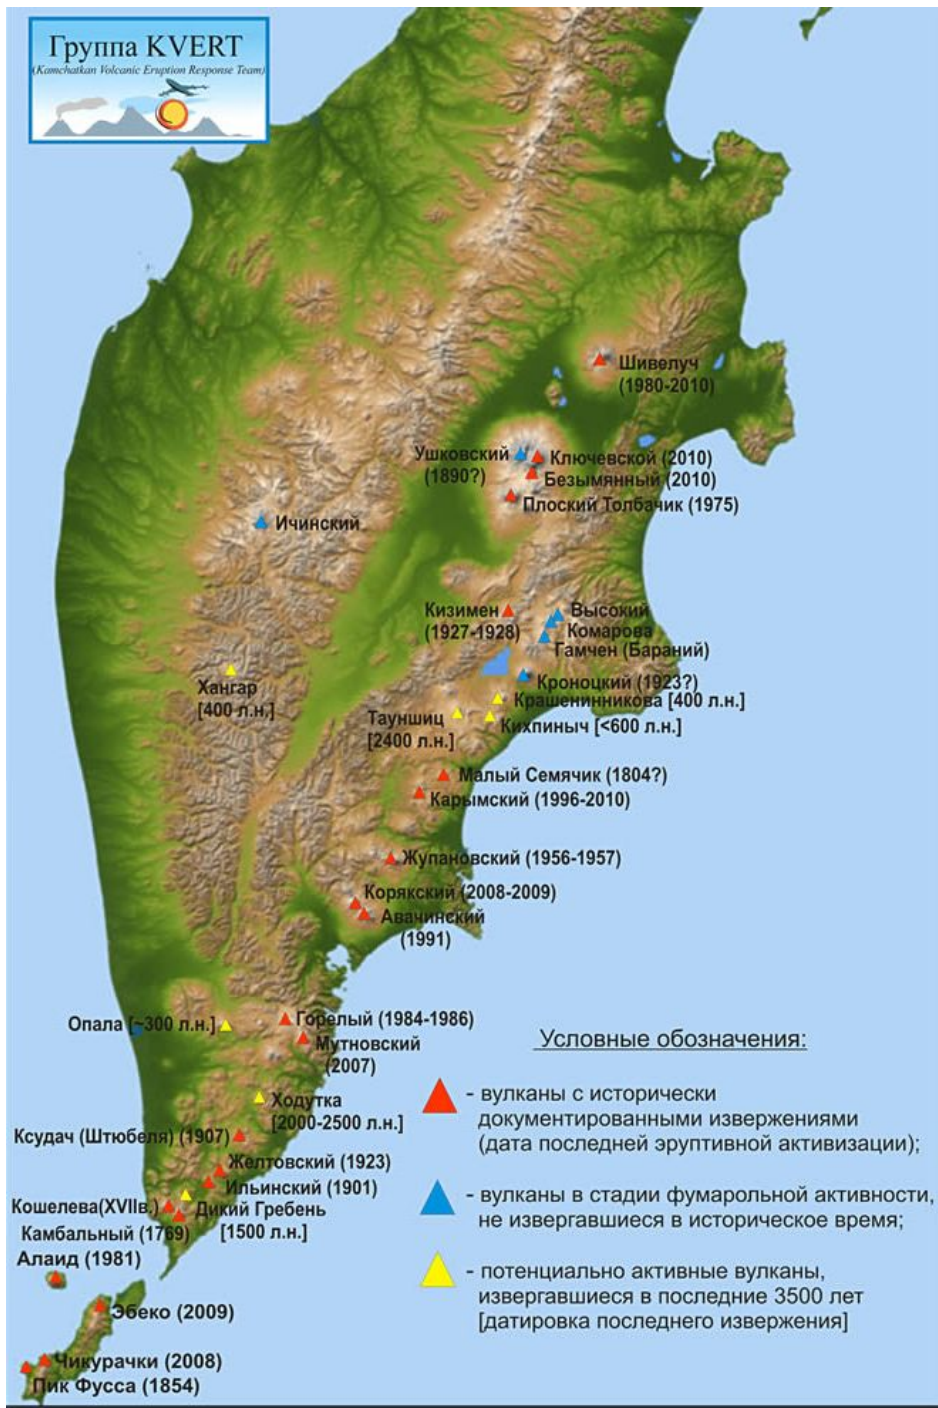 Группа KVERT
(Kamchatkan Volcanic Eruption Response Team)
Шивелуч
(1980-2010)
Ушковский
(1890?)
Ключевской (2010)
Безымянный (2010)
Плоский Толбачик (1975)
Ичинский
Кизимен
(1927-1928)
Высокий
Комарова
Гамчен (Бараний)
Хангар
[400 л.н.]
Кроноцкий (1923?)
Крашенинникова [400 л.н.]
Тауншиц
[2400 л.н.]
Кихпиныч [<600 л.н.]
Малый Семячик (1804?)
Карымский (1996-2010)
Жупановский (1956-1957)
Корякский (2008-2009)
Авачинский
(1991)
Опала [~300 л.н.]
Горелый (1984-1986)
Мутновский
(2007)
Ходутка
[2000-2500 л.н.]
Ксудач (Штюбеля) (1907)
Желтовский (1923)
Ильинский (1901)
Кошелева(XVIIв.)
Дикий Гребень
[1500 л.н.]
Камбальный (1769)
Алаид (1981)
Эбеко (2009)
Чикурачки (2008)
Пик Фусса (1854)
Условные обозначения:
- вулканы с исторически
документированными извержениями
(дата последней эруптивной активизации);
- вулканы в стадии фумарольной активности,
не извергавшиеся в историческое время;
- потенциально активные вулканы,
извергавшиеся в последние 3500 лет
[датировка последнего извержения]